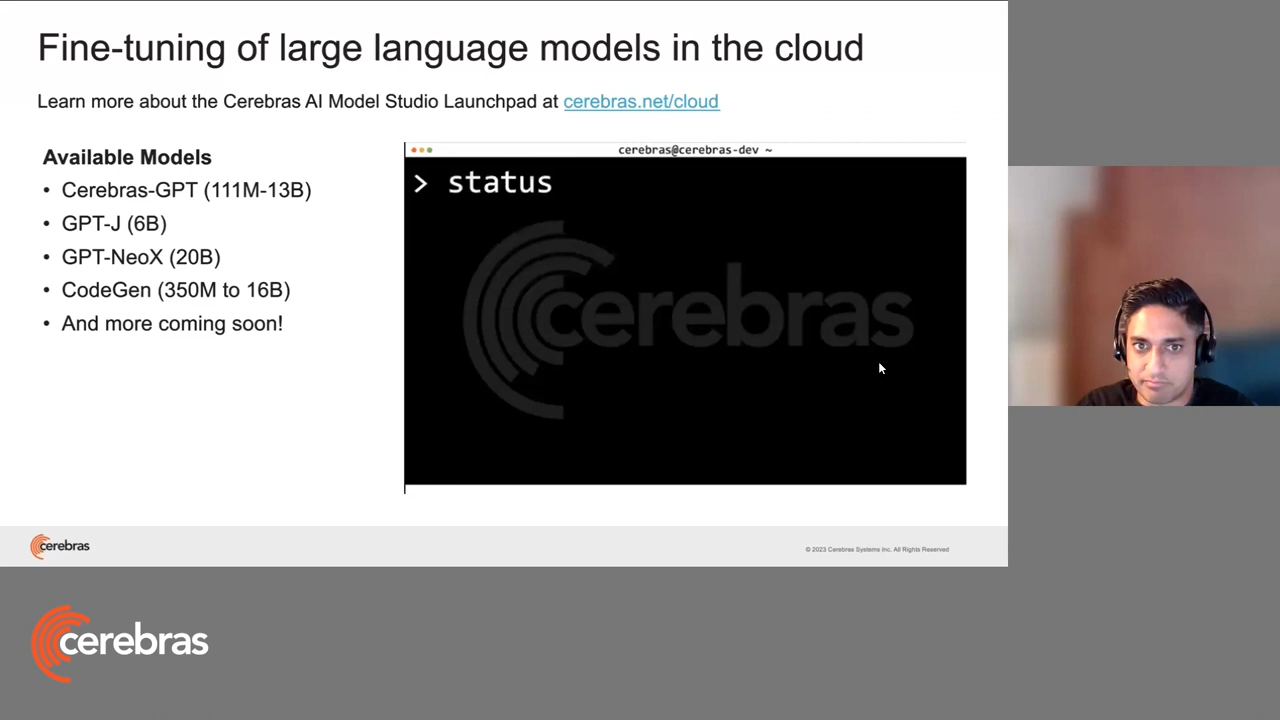 Fine-tuning of large language models in the cloud
Learn more about the Cerebras AI Model Studio Launchpad at cerebras.net/cloud
Available Models
• Cerebras-GPT (111M-13B)
• GPT-J (6B)
• GPT-NeoX (20B)
• CodeGen (350M to 16B)
• And more coming soon!
cerebras@cerebras-dev ~
> status
cerebras
cerebras
© 2023 Cerebras Systems Inc. All Rights Reserved
cerebras